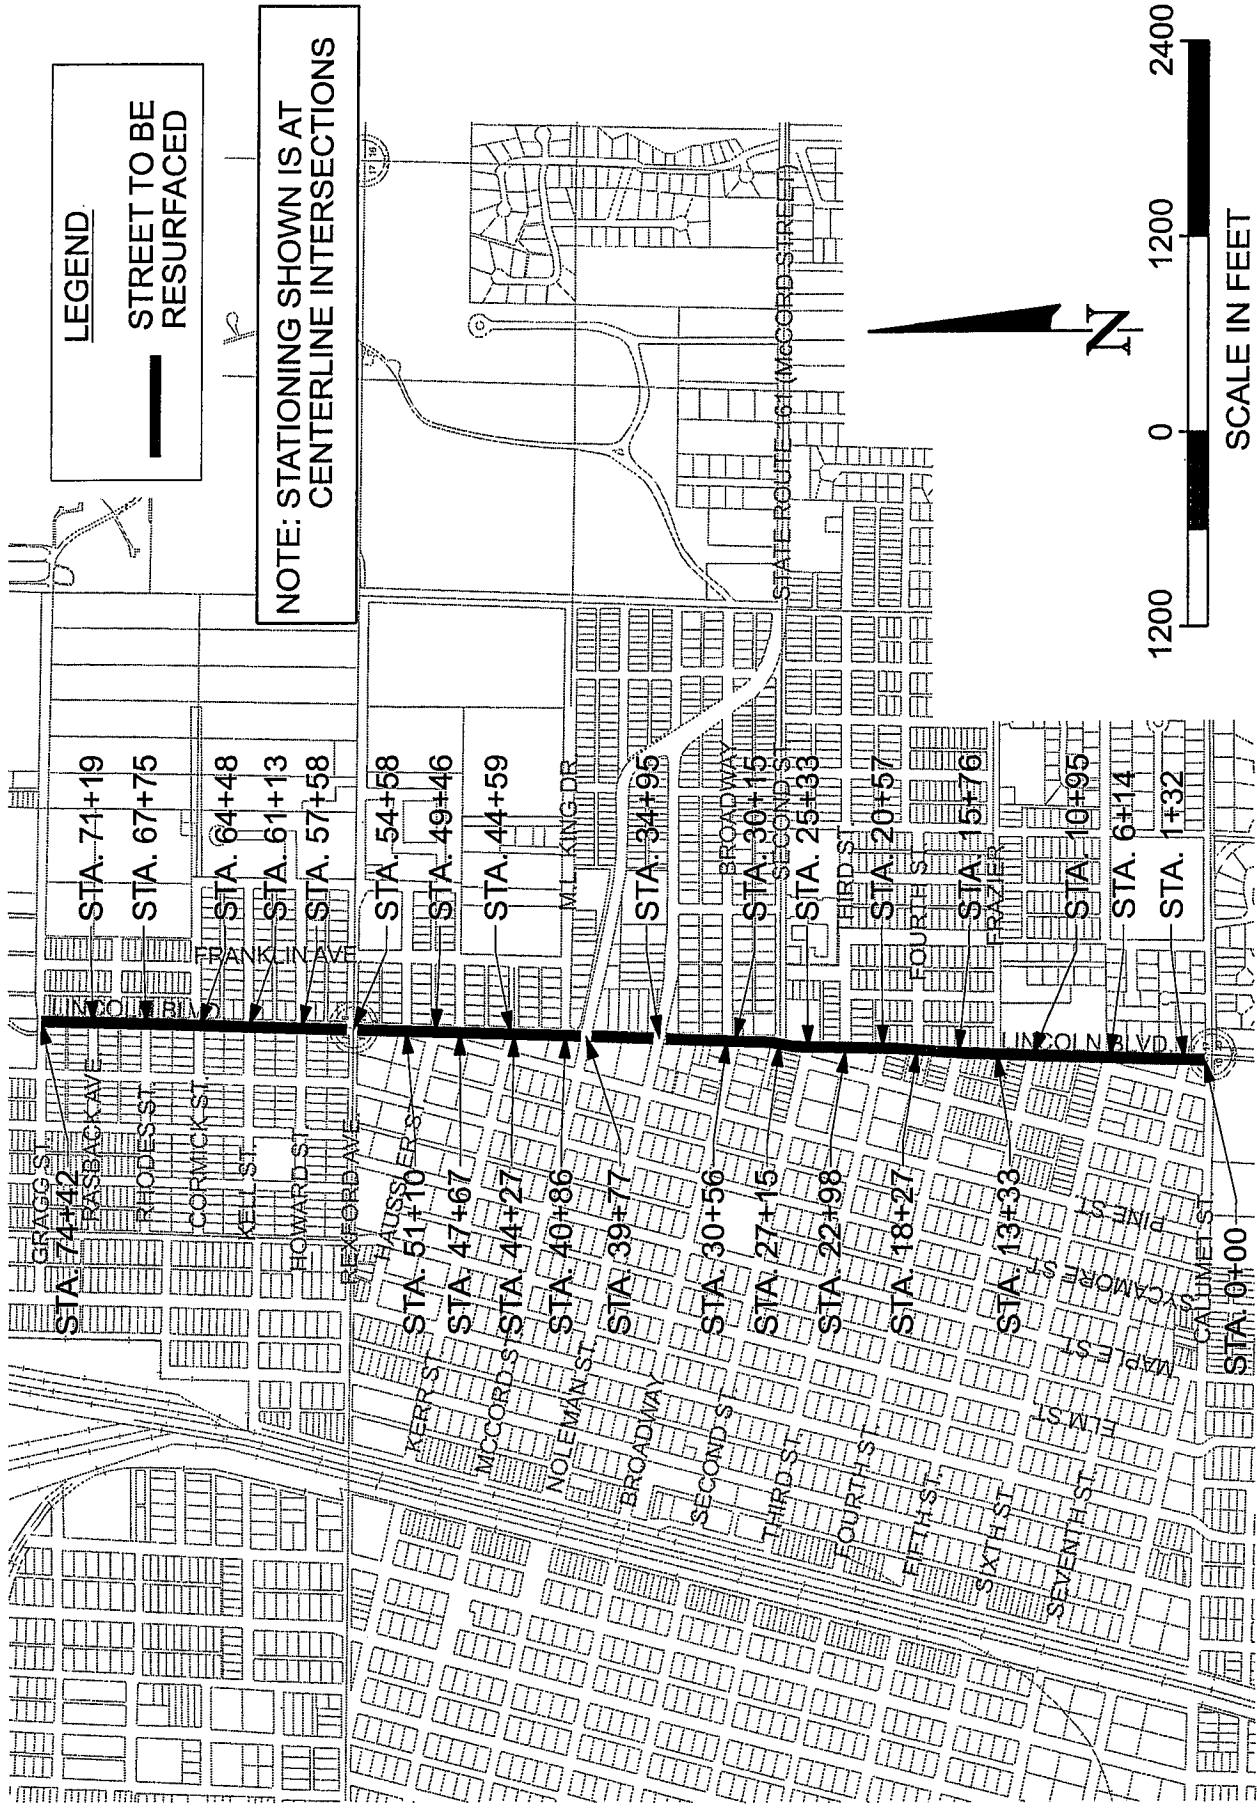 LEGEND
STREET TO BE
RESURFACED
NOTE: STATIONING SHOWN IS AT
CENTERLINE INTERSECTIONS
GRAGG ST.
STA. 74+42
RASBACK AVE
RHODES ST.
CORMICK ST.
KELL ST.
HOWARD ST.
REXFORD AVE.
HAUSSLER ST.
STA. 51+10
STA. 47+67
STA. 44+27
STA. 40+86
STA. 39+77
STA. 30+56
STA. 27+15
STA. 22+98
STA. 18+27
STA. 13+33
CALUMET ST.
STA. 0+00
KERR ST.
MCCORD ST.
NOLEMAN ST.
BROADWAY
SECOND ST.
THIRD ST.
FOURTH ST.
FIFTH ST.
SIXTH ST.
SEVENTH ST.
ELM ST.
MAPLE ST.
SYCAMORE ST.
PINE ST.
LINCOLN BLVD.
FRANKLIN AVE
STA. 71+19
STA. 67+75
STA. 64+48
STA. 61+13
STA. 57+58
STA. 54+58
STA. 49+46
STA. 44+59
M.L. KING DR.
STA. 34+95
BROADWAY
STA. 30+15
SECOND ST.
STA. 25+33
HIRD ST.
STA. 20+57
FOURTH ST.
STA. 15+76
FRAZIER
STA. 10+95
STA. 6+14
STA. 1+32
LINCOLN BLVD.
STATE ROUTE 161 (McCORD STREET)
17 16
N
1200 0 1200 2400
SCALE IN FEET